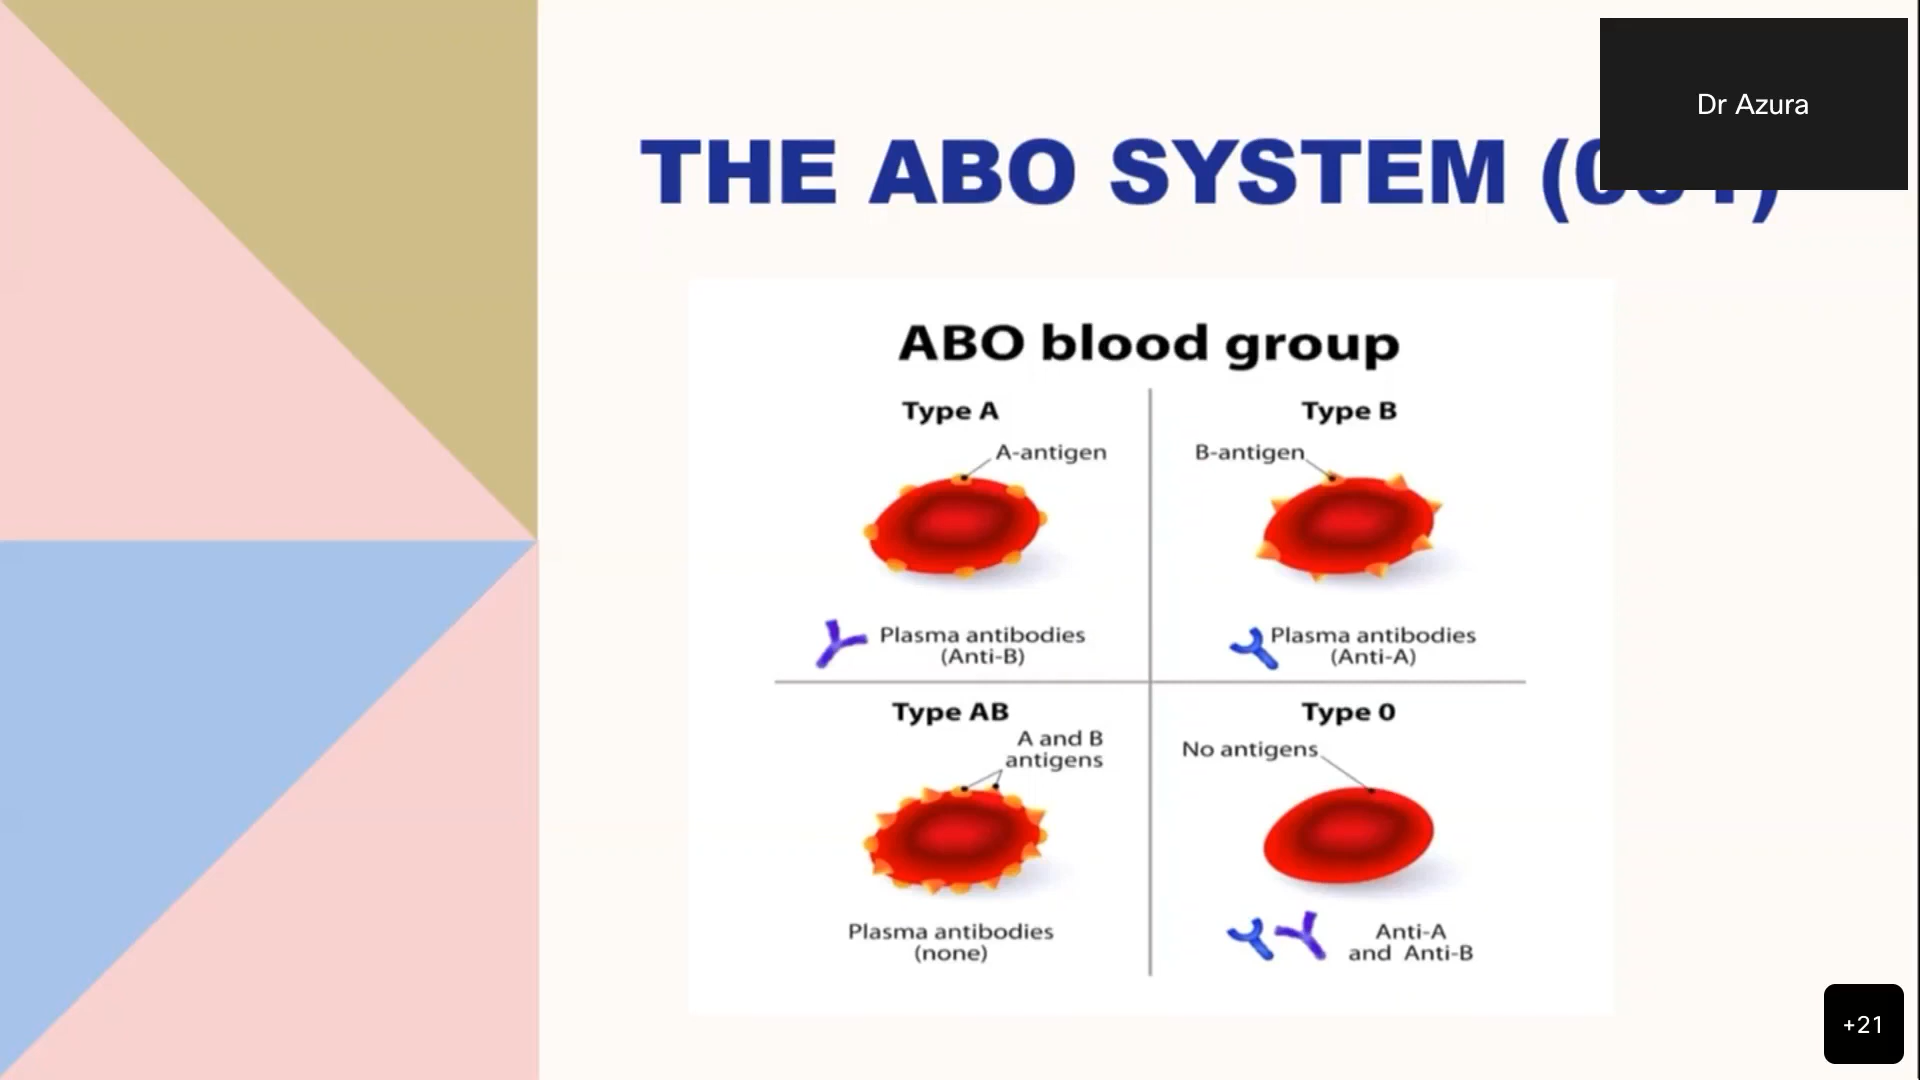 Dr Azura
THE ABO SYSTEM
ABO blood group
Type A
A-antigen
Plasma antibodies
(Anti-B)
Type B
B-antigen
Plasma antibodies
(Anti-A)
Type AB
A and B
antigens
Plasma antibodies
(none)
Type 0
No antigens
Anti-A
and Anti-B
+21